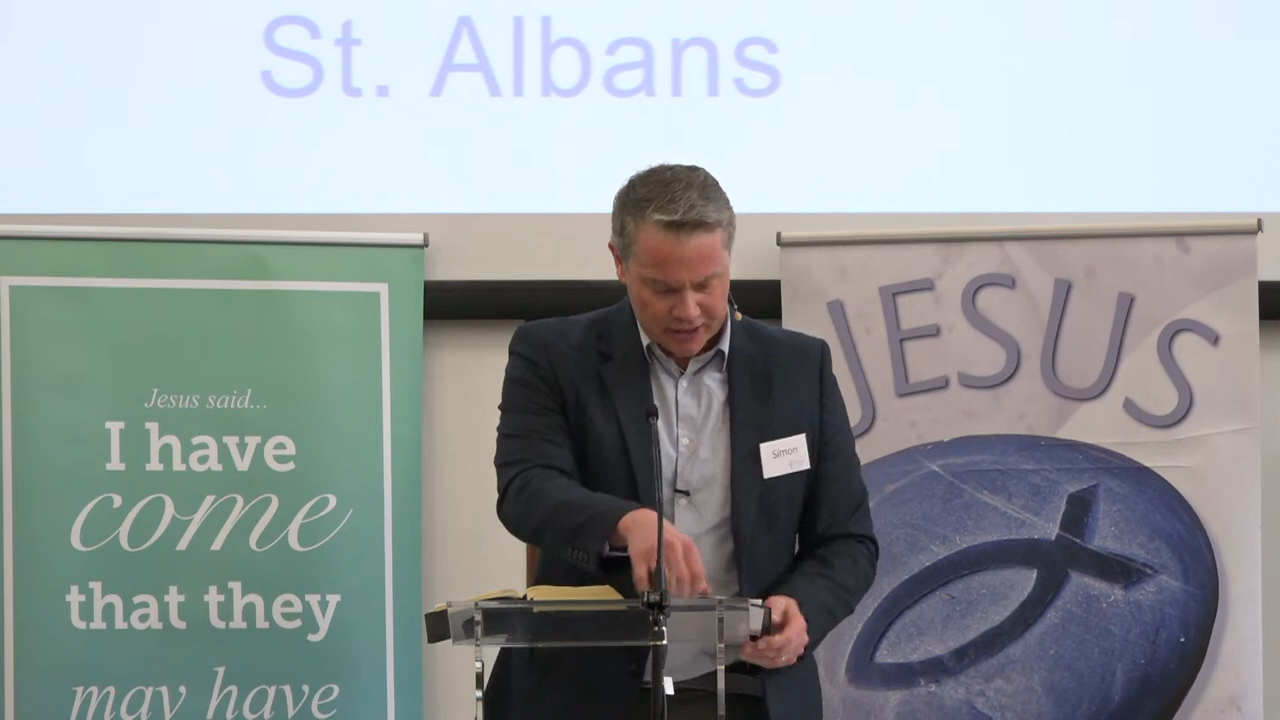 St. Albans
Jesus said...
I have
come
that they
may have
JESUS
Simon